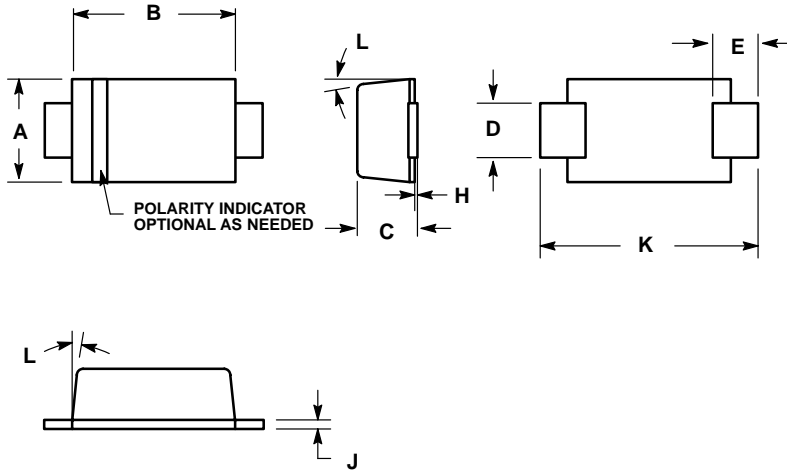 B
L
E
A
D
H
POLARITY INDICATOR
OPTIONAL AS NEEDED
C
K
L
J